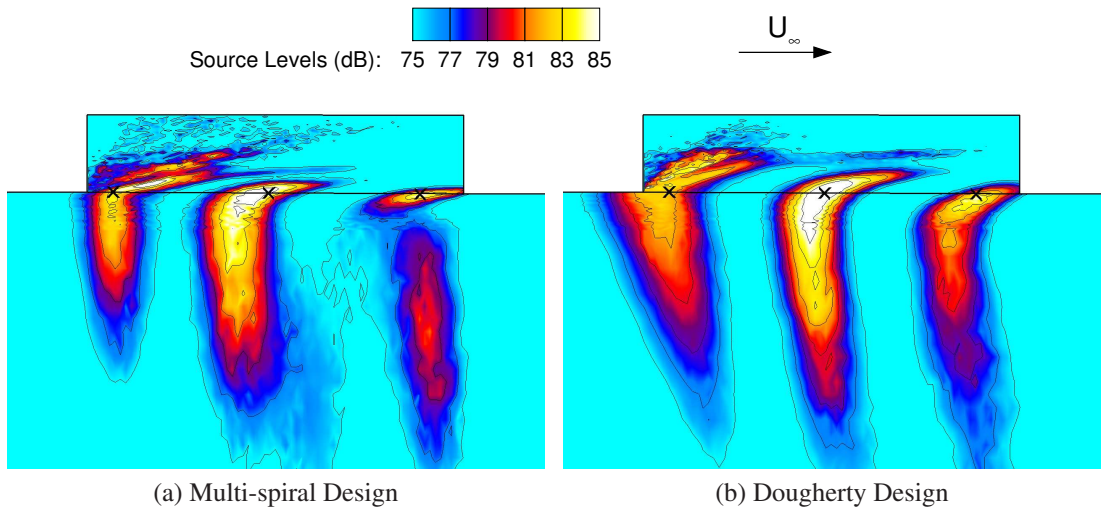 U∞
Source Levels (dB): 75 77 79 81 83 85
(a) Multi-spiral Design
(b) Dougherty Design